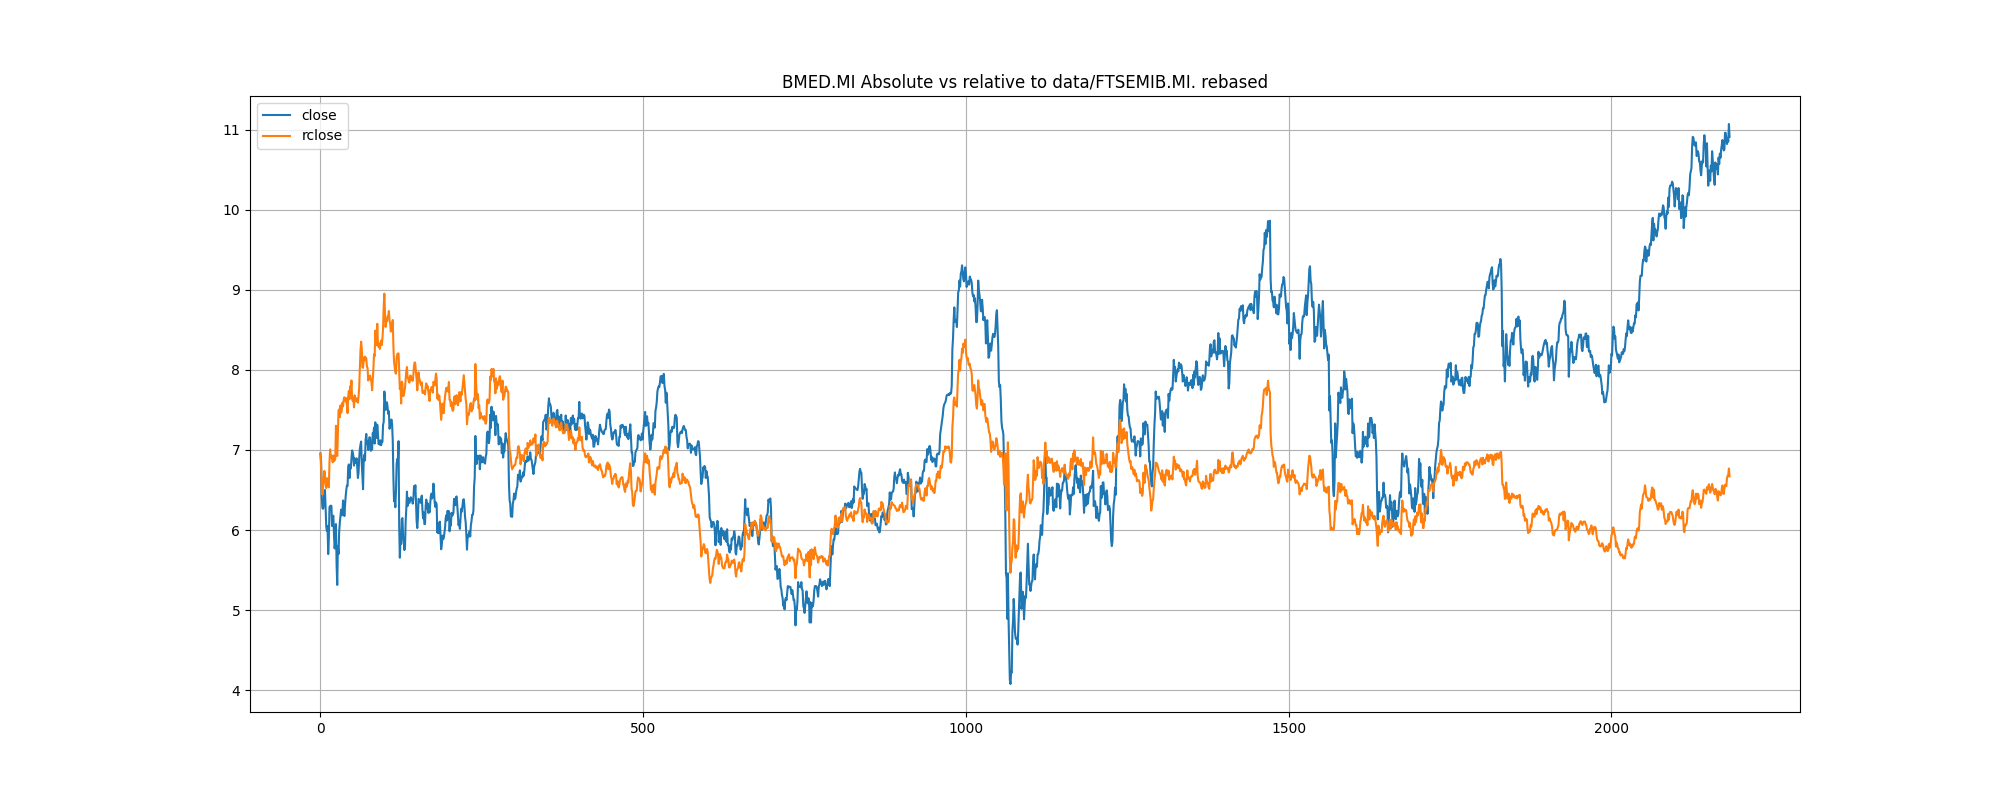 BMED.MI Absolute vs relative to data/FTSEMIB.MI. rebased
close
rclose
11
10
9
8
7
6
5
4
0 500 1000 1500 2000